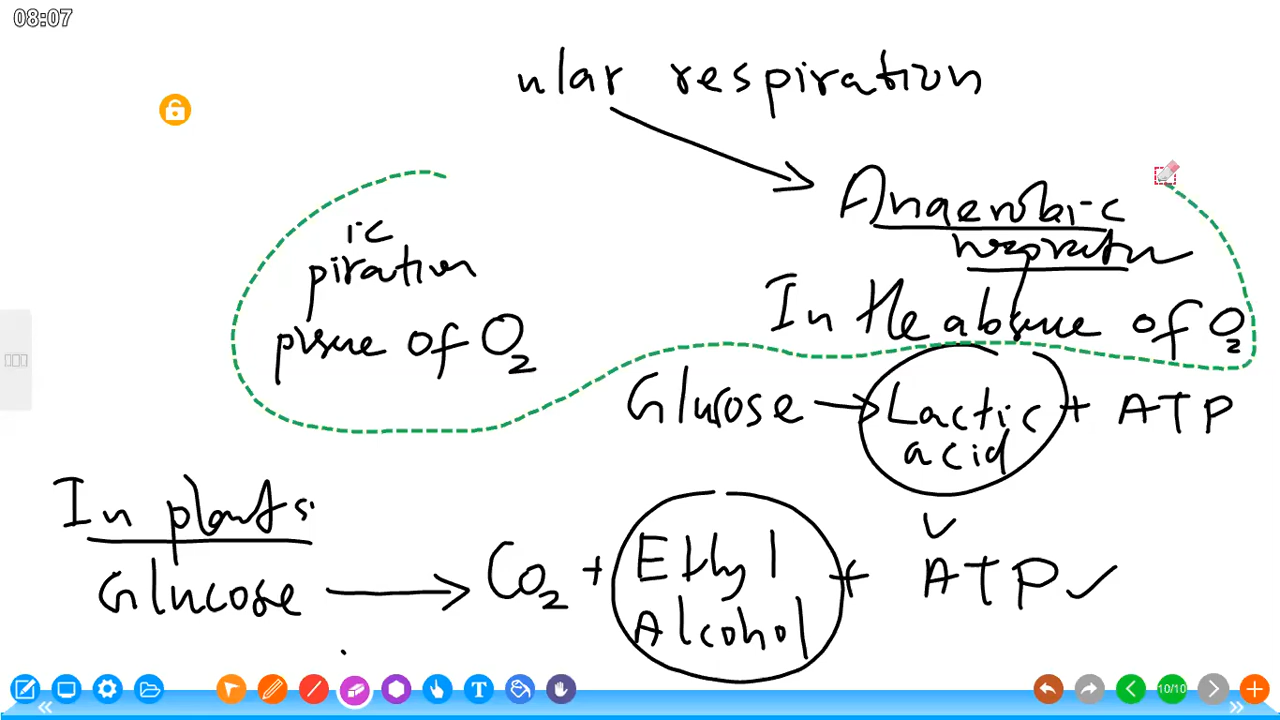 08:07
ular respiration
Anaerobic
respiration
ic
piration
In the absence of O2
presence of O2
Glucose → Lactic + ATP
acid
In plants
Glucose → CO2 + Ethyl + ATP ✓
Alcohol
10/10